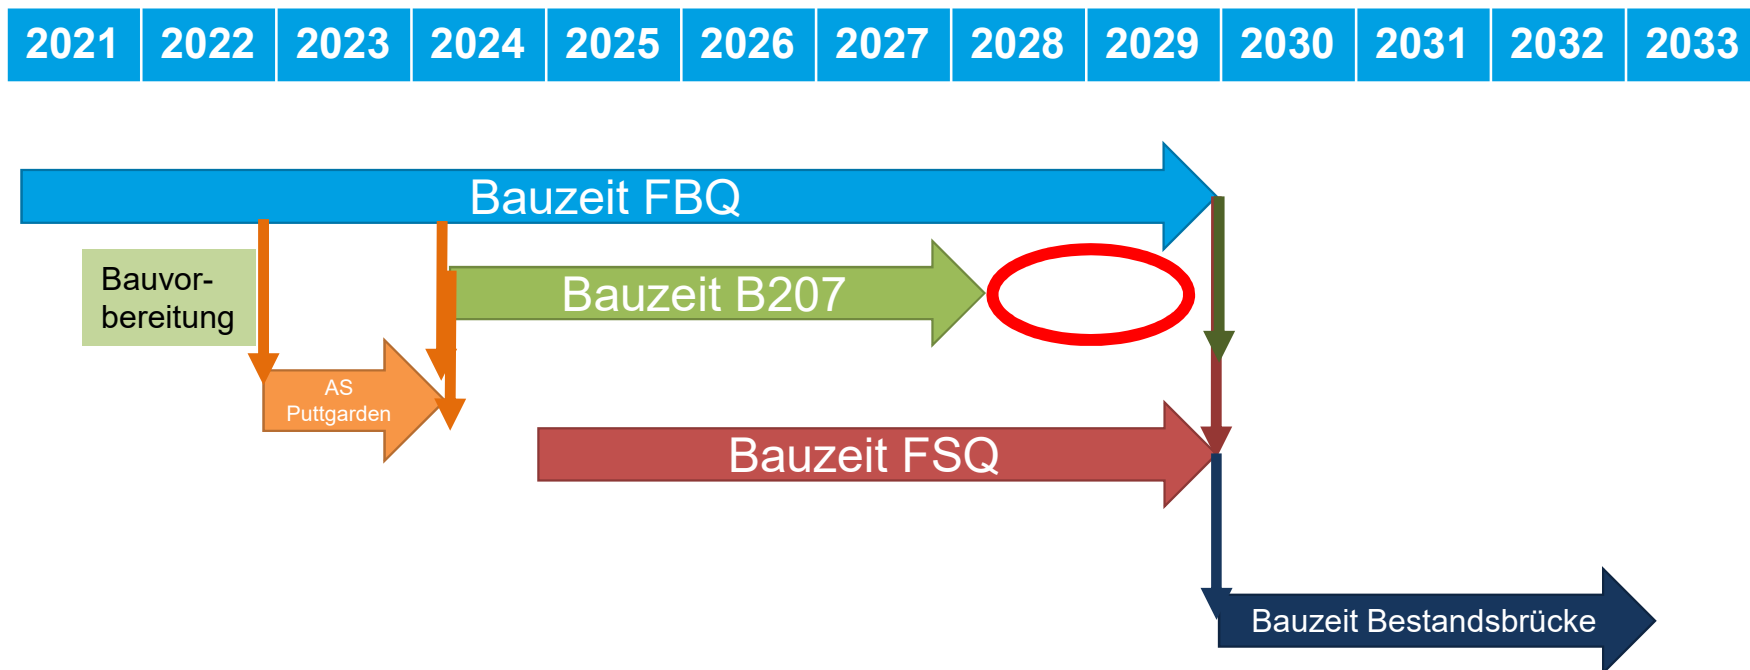 2021 2022 2023 2024 2025 2026 2027 2028 2029 2030 2031 2032 2033
Bauzeit FBQ
Bauvor-
bereitung
Bauzeit B207
AS
Puttgarden
Bauzeit FSQ
Bauzeit Bestandsbrücke